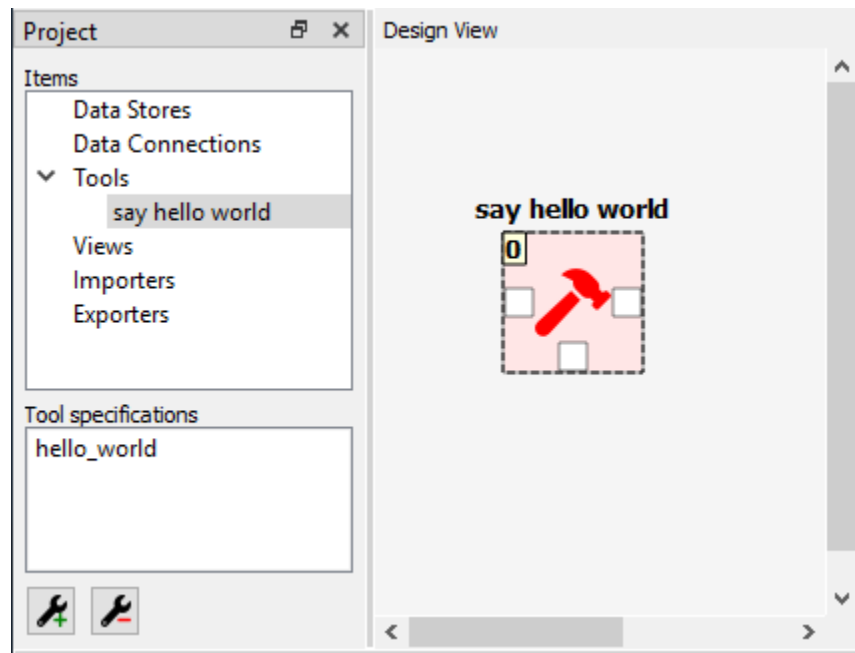 Project
Items
Data Stores
Data Connections
Tools
say hello world
Views
Importers
Exporters
Tool specifications
hello_world
Design View
say hello world
0